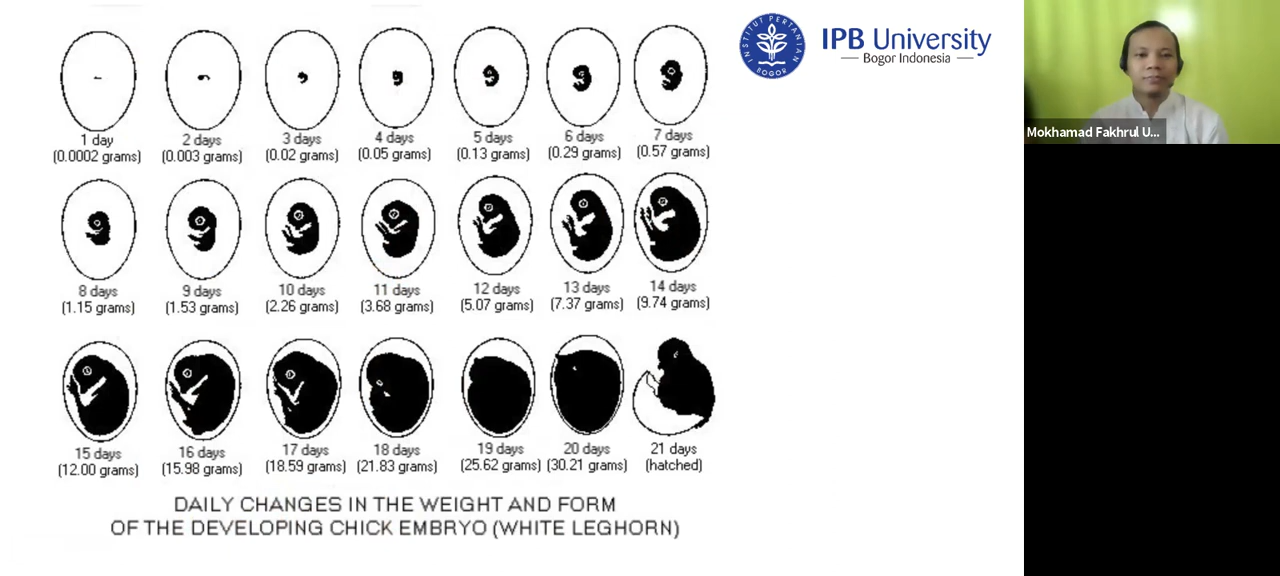 INSTITUT PERTANIAN
BOGOR
IPB University
Bogor Indonesia
Mokhamad Fakhrul U...
1 day
(0.0002 grams)
2 days
(0.003 grams)
3 days
(0.02 grams)
4 days
(0.05 grams)
5 days
(0.13 grams)
6 days
(0.29 grams)
7 days
(0.57 grams)
8 days
(1.15 grams)
9 days
(1.53 grams)
10 days
(2.26 grams)
11 days
(3.68 grams)
12 days
(5.07 grams)
13 days
(7.37 grams)
14 days
(9.74 grams)
15 days
(12.00 grams)
16 days
(15.98 grams)
17 days
(18.59 grams)
18 days
(21.83 grams)
19 days
(25.62 grams)
20 days
(30.21 grams)
21 days
(hatched)
DAILY CHANGES IN THE WEIGHT AND FORM
OF THE DEVELOPING CHICK EMBRYO (WHITE LEGHORN)